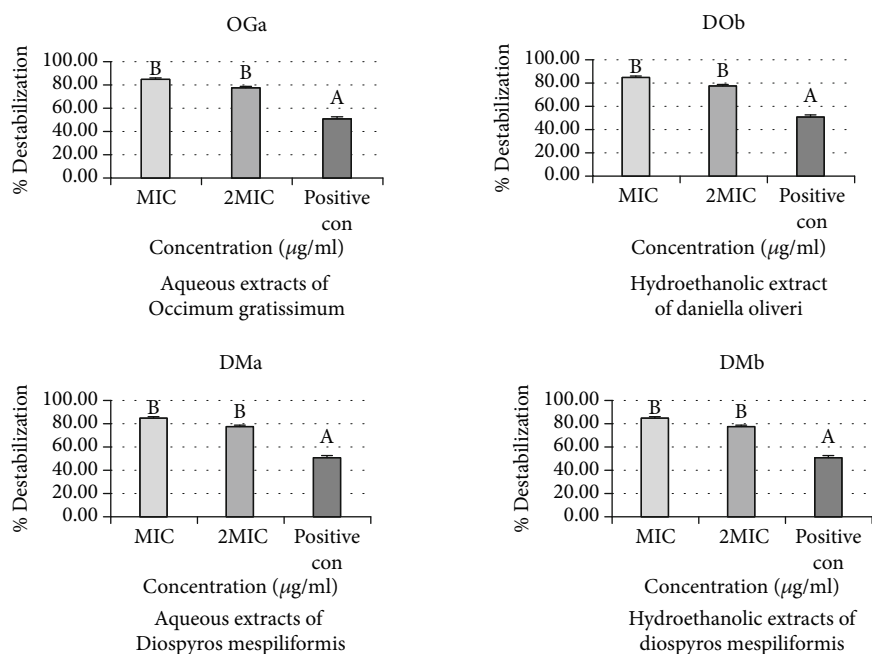 OGa
% Destabilization
100.00
80.00
60.00
40.00
20.00
0.00
B
B
A
MIC 2MIC Positive
con
Concentration (μg/ml)
Aqueous extracts of
Occimum gratissimum
DOb
% Destabilization
100.00
80.00
60.00
40.00
20.00
0.00
B
B
A
MIC 2MIC Positive
con
Concentration (μg/ml)
Hydroethanolic extract
of daniella oliveri
DMa
% Destabilization
100.00
80.00
60.00
40.00
20.00
0.00
B
B
A
MIC 2MIC Positive
con
Concentration (μg/ml)
Aqueous extracts of
Diospyros mespiliformis
DMb
% Destabilization
100.00
80.00
60.00
40.00
20.00
0.00
B
B
A
MIC 2MIC Positive
con
Concentration (μg/ml)
Hydroethanolic extracts of
diospyros mespiliformis